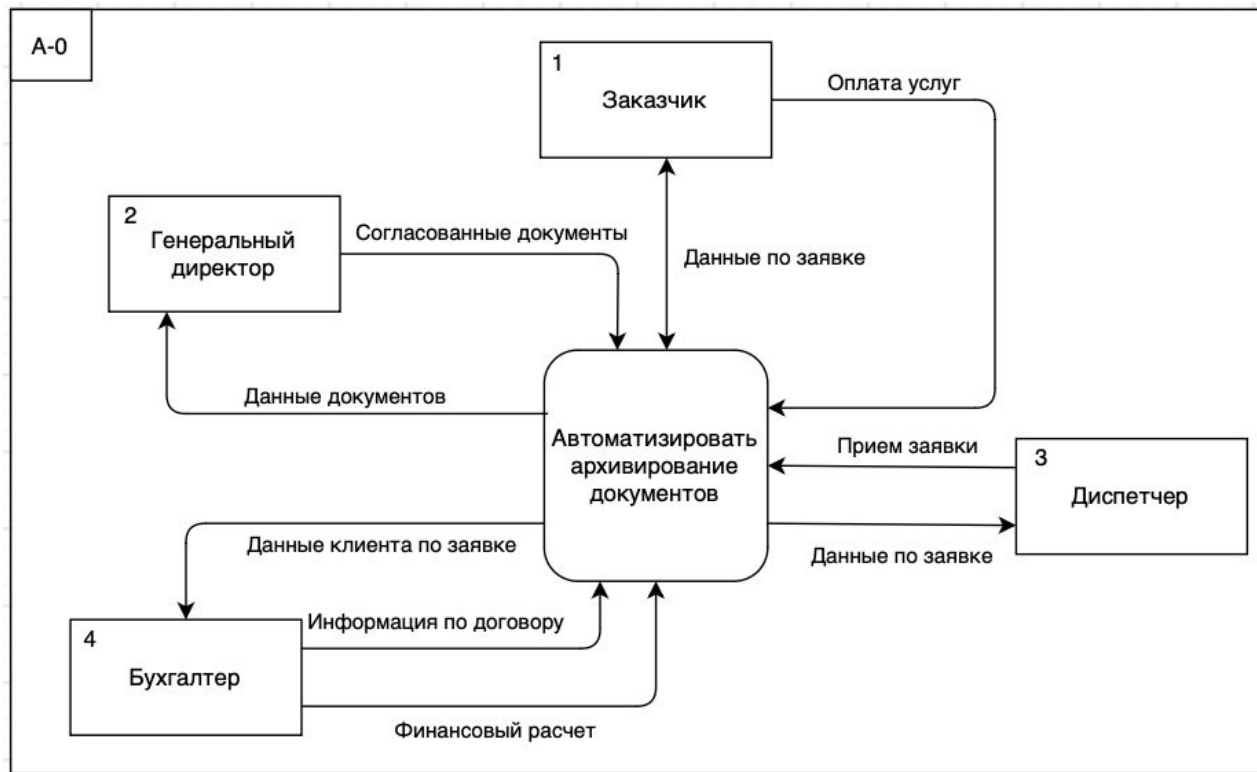 А-0
1
Заказчик
Оплата услуг
2
Генеральный
директор
Согласованные документы
Данные по заявке
Данные документов
Автоматизировать
архивирование
документов
Прием заявки
3
Диспетчер
Данные клиента по заявке
Данные по заявке
4
Бухгалтер
Информация по договору
Финансовый расчет